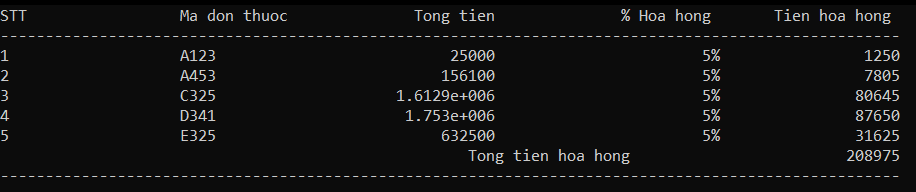 STT Ma don thuoc Tong tien % Hoa hong Tien hoa hong
----------------------------------------------------------------------------------------------------
1 A123 25000 5% 1250
2 A453 156100 5% 7805
3 C325 1.6129e+006 5% 80645
4 D341 1.753e+006 5% 87650
5 E325 632500 5% 31625
Tong tien hoa hong 208975
----------------------------------------------------------------------------------------------------